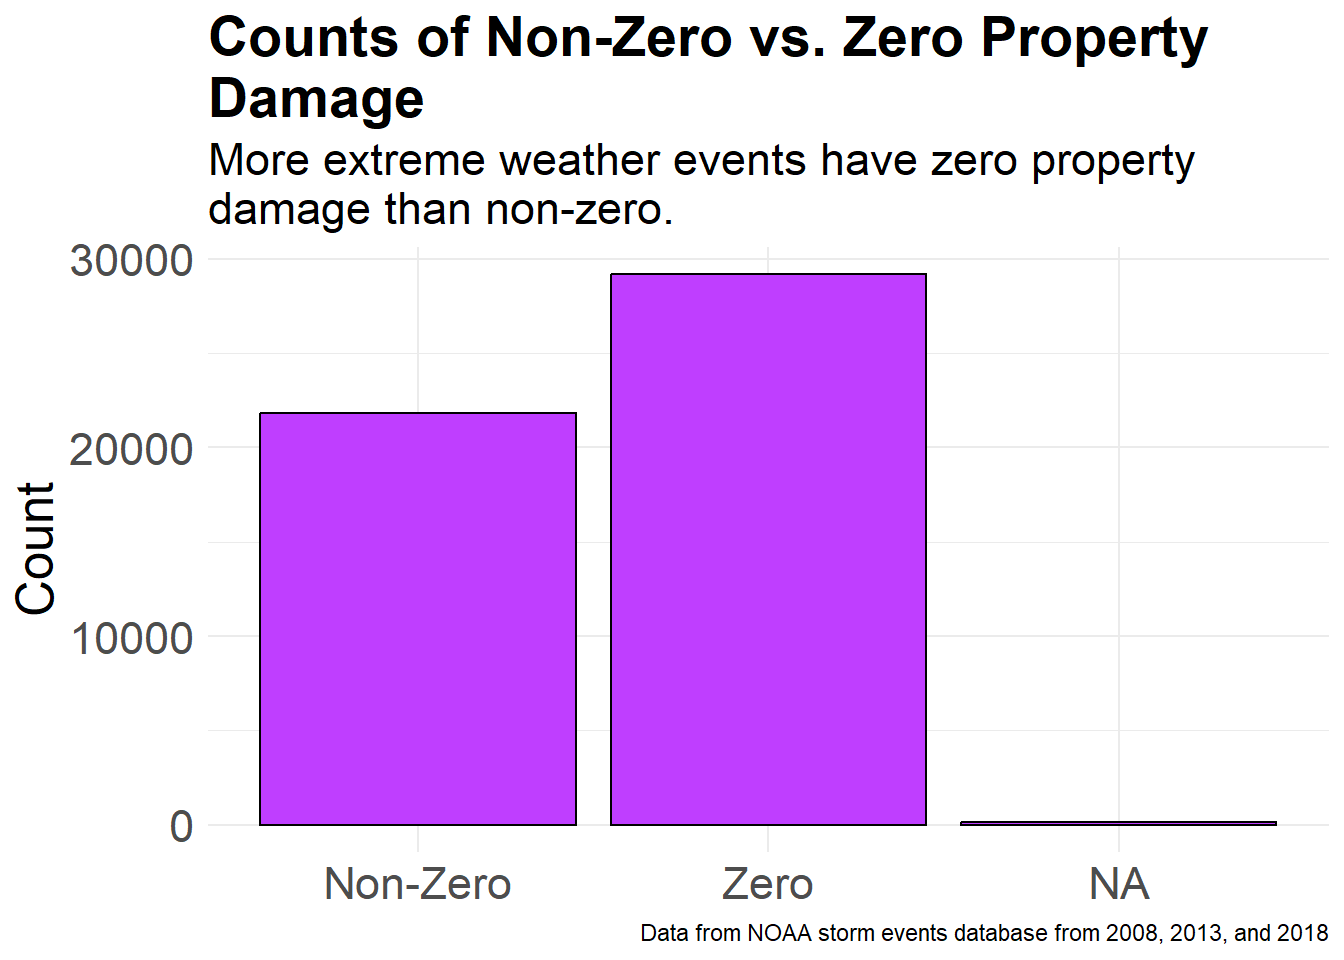 Counts of Non-Zero vs. Zero Property
Damage
More extreme weather events have zero property
damage than non-zero.
30000
20000
10000
0
Count
Non-Zero
Zero
NA
Data from NOAA storm events database from 2008, 2013, and 2018